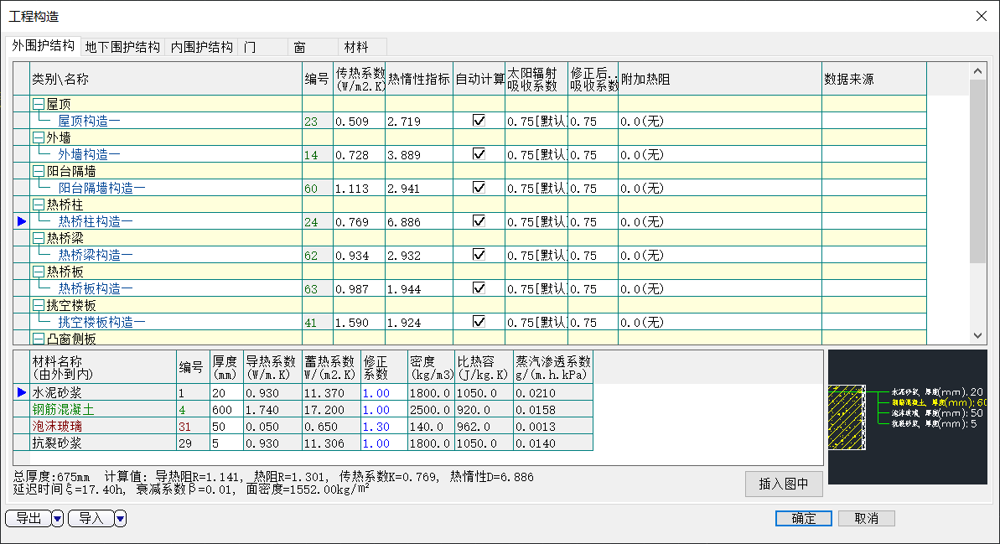 工程构造
外围护结构 地下围护结构 内围护结构 门 窗 材料
类别\名称 编号 传热系数 (W/m2.K) 热惰性指标 自动计算 太阳辐射 吸收系数 修正后.. 吸收系数 附加热阻 数据来源
屋顶
屋顶构造一 23 0.509 2.719 0.75[默认] 0.75 0.0(无)
外墙
外墙构造一 14 0.728 3.889 0.75[默认] 0.75 0.0(无)
阳台隔墙
阳台隔墙构造一 60 1.113 2.941 0.75[默认] 0.75 0.0(无)
热桥柱
热桥柱构造一 24 0.769 6.886 0.75[默认] 0.75 0.0(无)
热桥梁
热桥梁构造一 62 0.934 2.932 0.75[默认] 0.75 0.0(无)
热桥板
热桥板构造一 63 0.987 1.944 0.75[默认] 0.75 0.0(无)
挑空楼板
挑空楼板构造一 41 1.590 1.924 0.75[默认] 0.75 0.0(无)
凸窗侧板
材料名称 (由外到内) 编号 厚度 (mm) 导热系数 (W/m.K) 蓄热系数 W/(m2.K) 修正 系数 密度 (kg/m3) 比热容 (J/kg.K) 蒸汽渗透系数 g/(m.h.kPa)
水泥砂浆 1 20 0.930 11.370 1.00 1800.0 1050.0 0.0210
钢筋混凝土 4 600 1.740 17.200 1.00 2500.0 920.0 0.0158
泡沫玻璃 31 50 0.050 0.650 1.30 140.0 962.0 0.0013
抗裂砂浆 29 5 0.930 11.306 1.00 1800.0 1050.0 0.0140
水泥砂浆, 厚度(mm), 20
钢筋混凝土, 厚度(mm): 60
泡沫玻璃, 厚度(mm): 50
抗裂砂浆, 厚度(mm): 5
总厚度:675mm 计算值: 导热阻R=1.141, 热阻R=1.301, 传热系数K=0.769, 热惰性D=6.886
延迟时间ξ=17.40h, 衰减系数β=0.01, 面密度=1552.00kg/㎡
插入图中
导出 导入 确定 取消